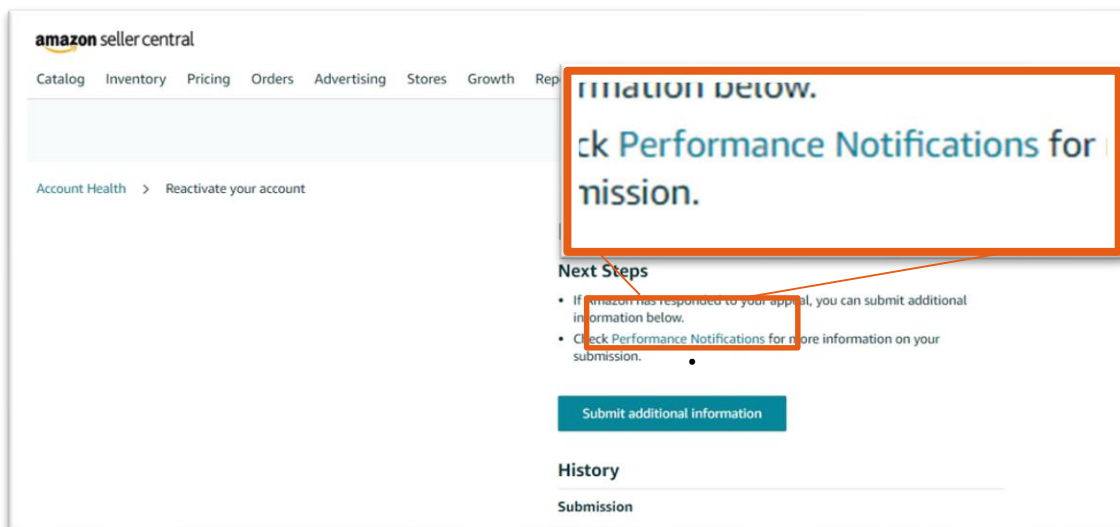 amazon seller central
Catalog Inventory Pricing Orders Advertising Stores Growth Rep
rmation below.
ck Performance Notifications for
mission.
Account Health > Reactivate your account
Next Steps
• If Amazon has responded to your appeal, you can submit additional
information below.
• Check Performance Notifications for more information on your
submission.
Submit additional information
History
Submission